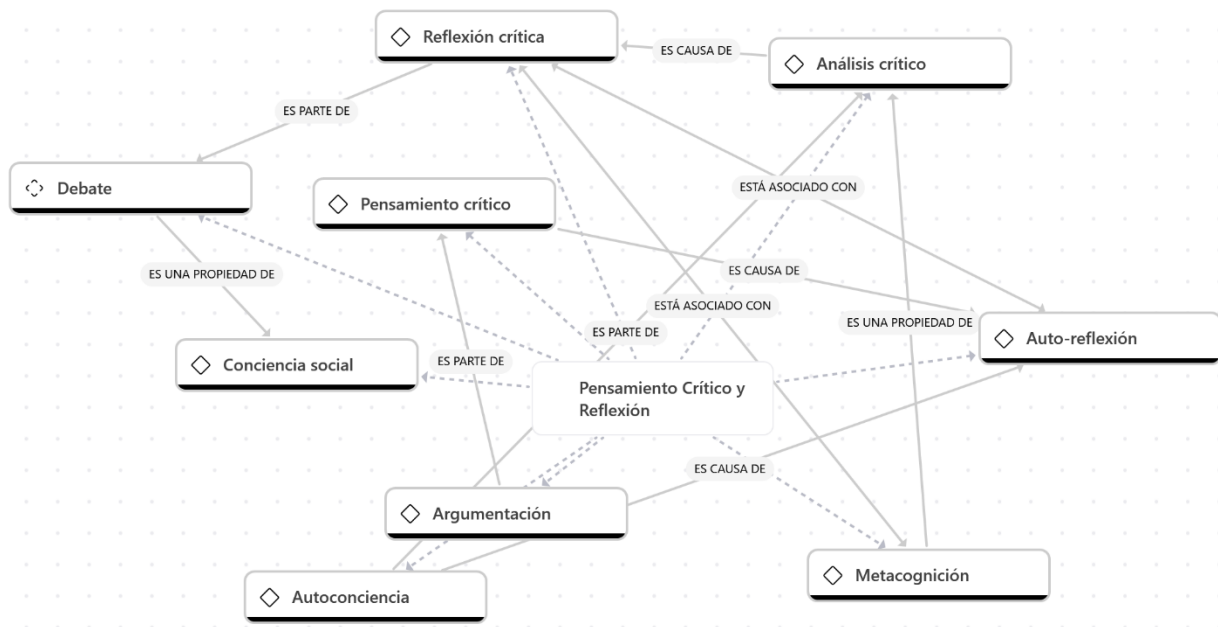 Reflexión crítica
ES CAUSA DE
Análisis crítico
ES PARTE DE
Debate
Pensamiento crítico
ESTÁ ASOCIADO CON
ES UNA PROPIEDAD DE
ES CAUSA DE
ESTÁ ASOCIADO CON
ES UNA PROPIEDAD DE
ES PARTE DE
Auto-reflexión
Conciencia social
ES PARTE DE
Pensamiento Crítico y
Reflexión
ES CAUSA DE
Argumentación
Metacognición
Autoconciencia